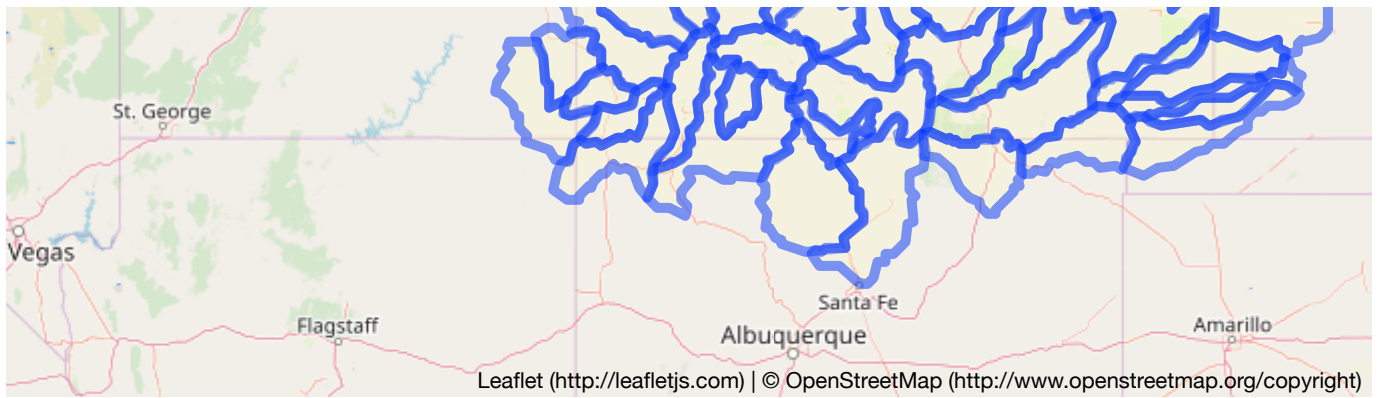 St. George
Vegas
Santa Fe
Flagstaff
Albuquerque
Amarillo
Leaflet (http://leafletjs.com) | © OpenStreetMap (http://www.openstreetmap.org/copyright)